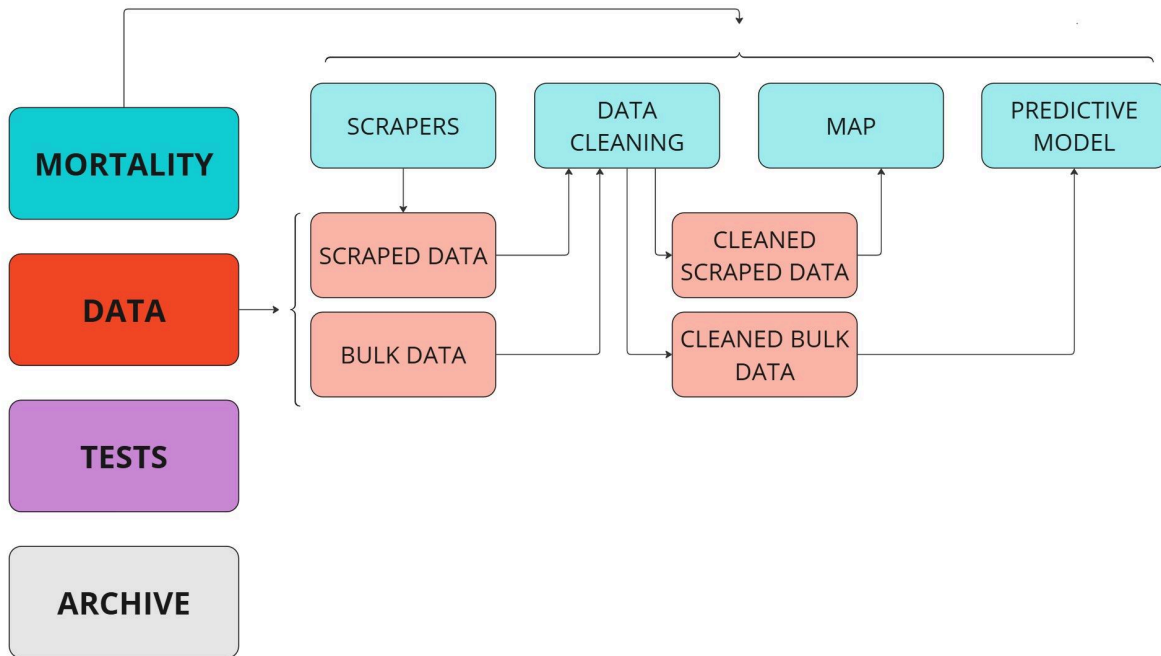 MORTALITY
DATA
TESTS
ARCHIVE
SCRAPERS
DATA
CLEANING
MAP
PREDICTIVE
MODEL
SCRAPED DATA
CLEANED
SCRAPED DATA
BULK DATA
CLEANED BULK
DATA